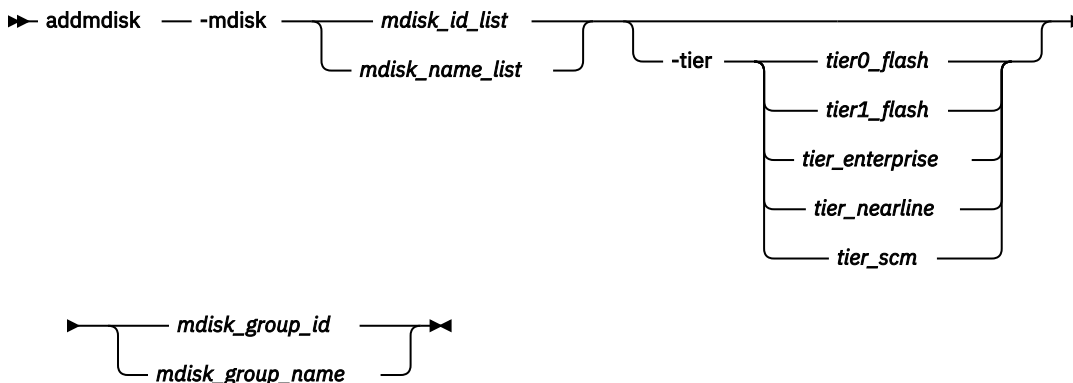 addmdisk -mdisk mdisk_id_list
mdisk_name_list
-tier tier0_flash
tier1_flash
tier_enterprise
tier_nearline
tier_scm
mdisk_group_id
mdisk_group_name